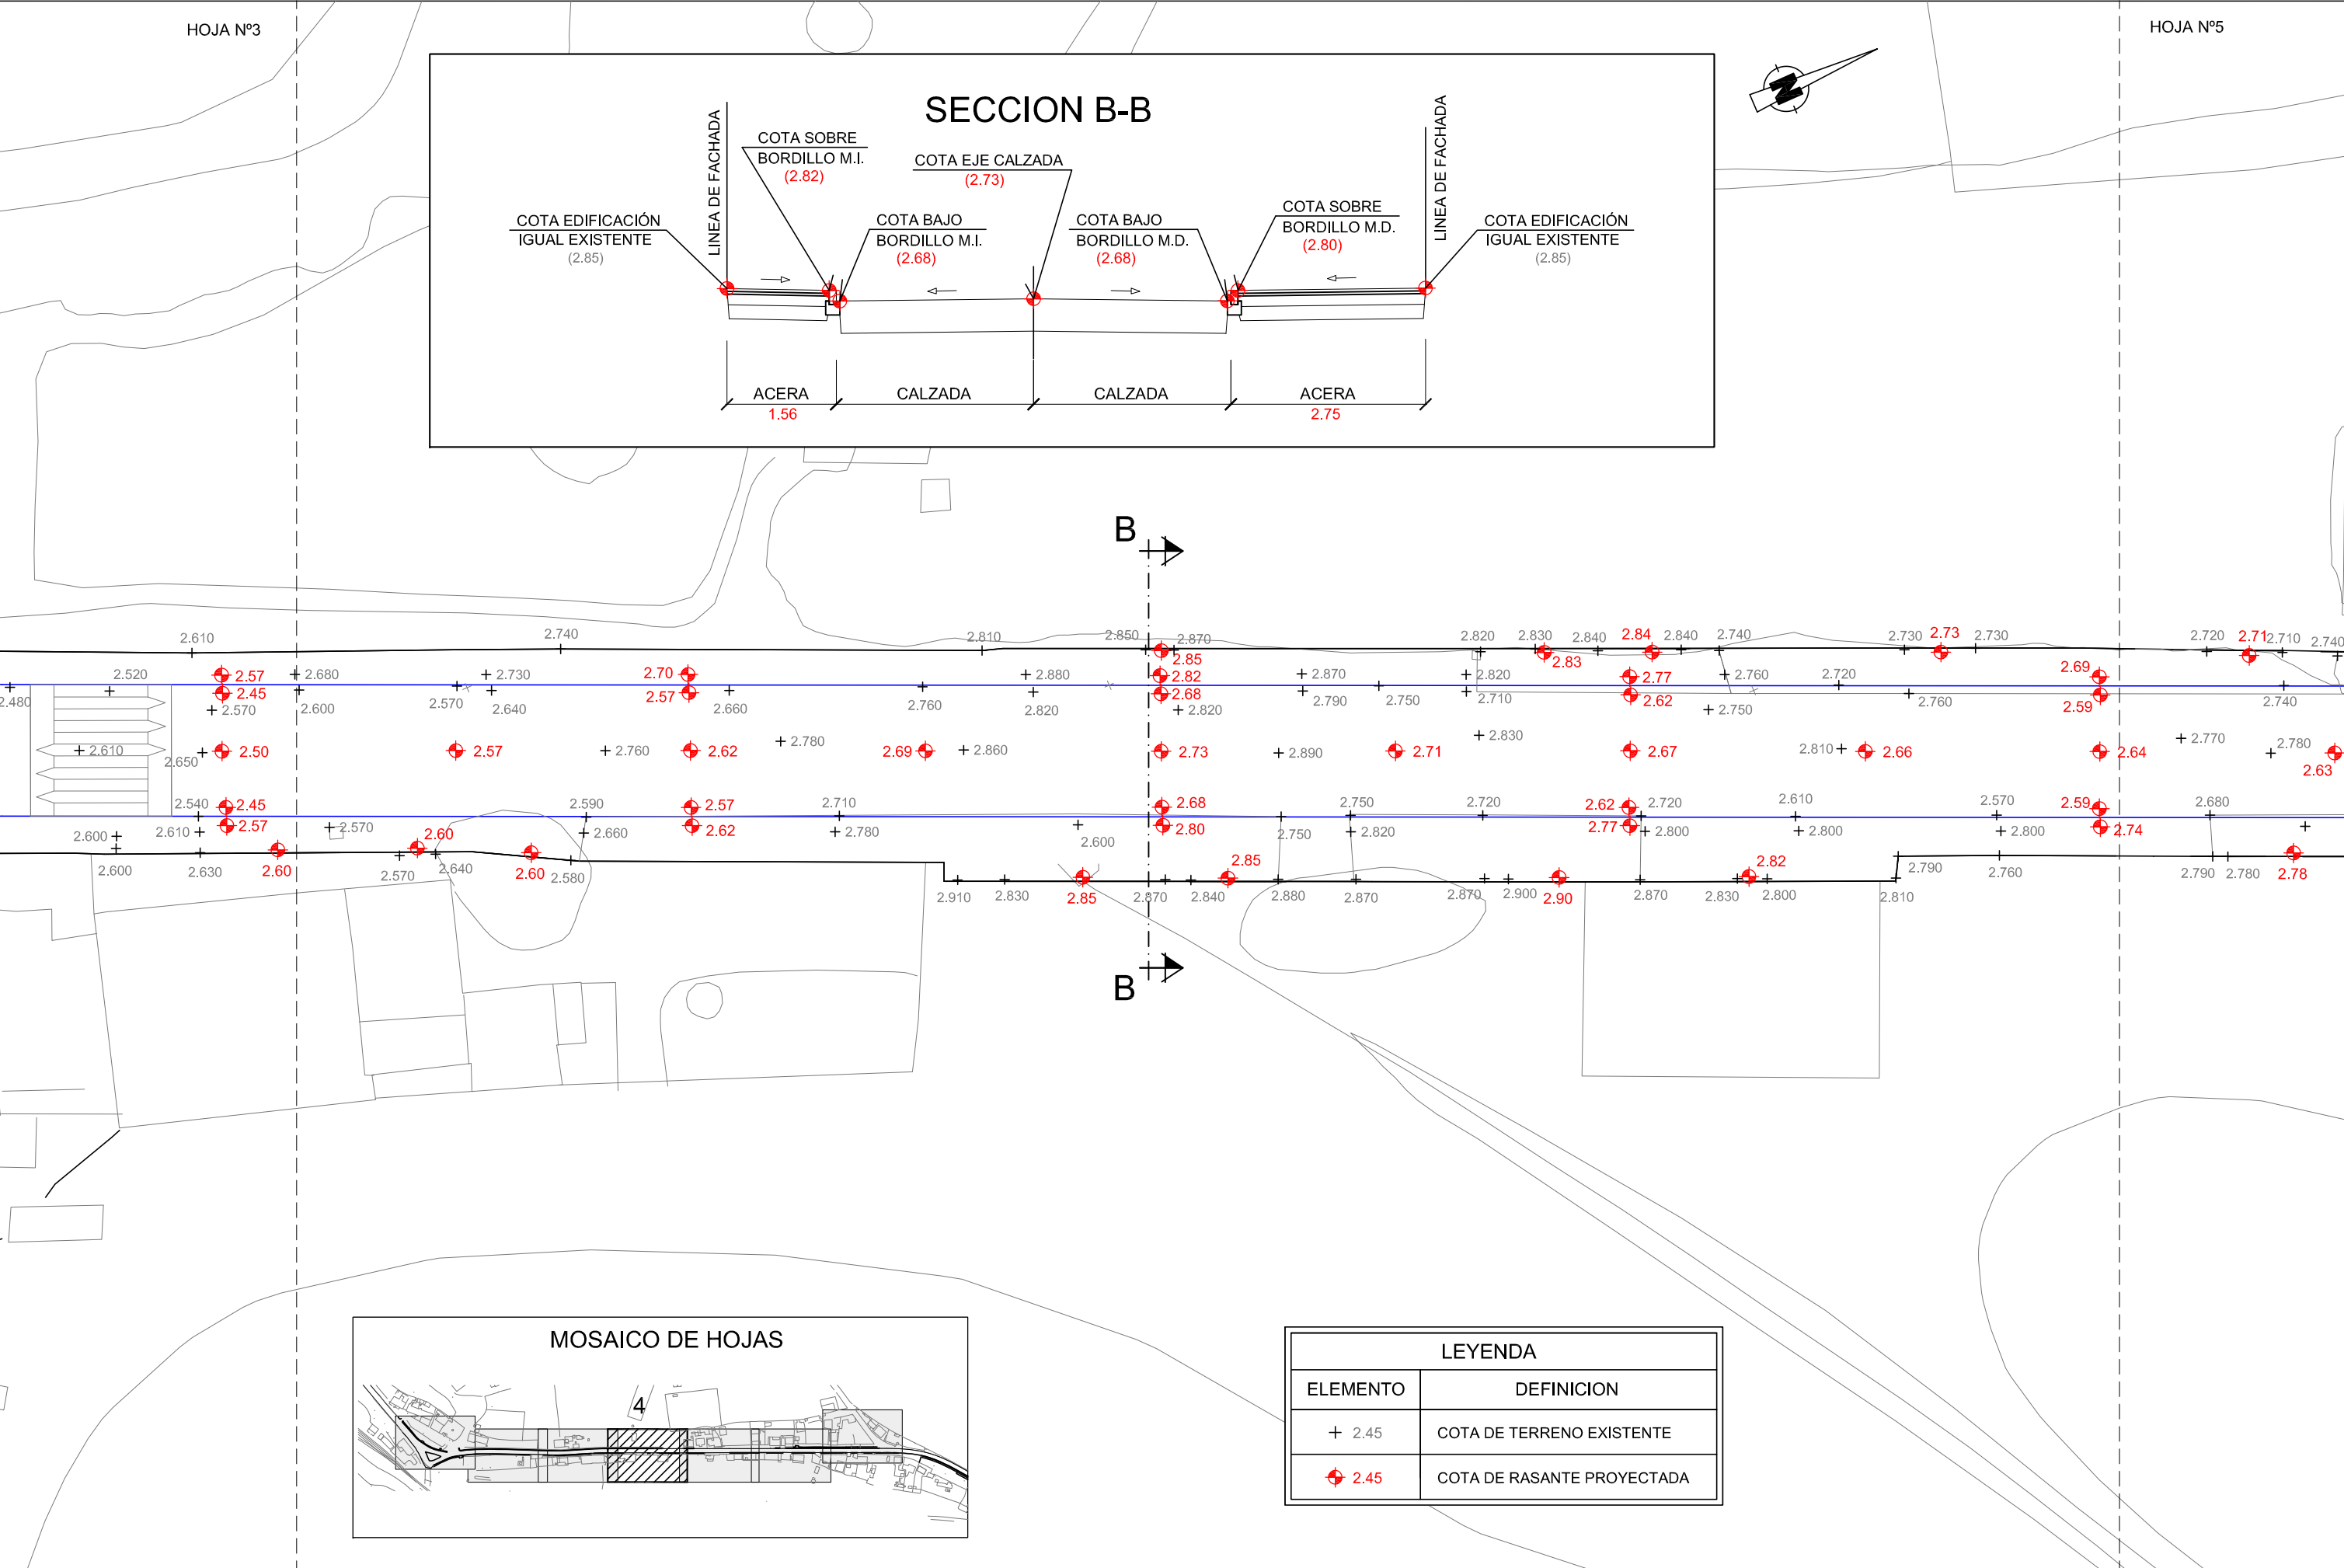 HOJA Nº3
HOJA Nº5
SECCION B-B
LINEA DE FACHADA
COTA SOBRE
BORDILLO M.I.
(2.82)
COTA EJE CALZADA
(2.73)
LINEA DE FACHADA
COTA EDIFICACIÓN
IGUAL EXISTENTE
(2.85)
COTA BAJO
BORDILLO M.I.
(2.68)
COTA BAJO
BORDILLO M.D.
(2.68)
COTA SOBRE
BORDILLO M.D.
(2.80)
COTA EDIFICACIÓN
IGUAL EXISTENTE
(2.85)
ACERA
1.56
CALZADA
CALZADA
ACERA
2.75
N
B
2.610 2.740 2.810 2.850 2.870 2.820 2.830 2.840 2.84 2.840 2.740 2.730 2.73 2.730 2.720 2.71 2.710 2.740
2.85 2.83
2.520 2.57 2.680 2.730 2.70 2.880 2.82 2.870 2.820 2.77 2.760 2.720 2.69
2.480 2.45 2.600 2.570 2.640 2.57 2.660 2.760 2.820 2.68 2.790 2.750 2.710 2.62 2.760 2.59 2.740
2.570 2.820 2.750
2.610 2.650 2.50 2.57 2.760 2.62 2.780 2.69 2.860 2.73 2.890 2.71 2.830 2.67 2.810 2.66 2.64 2.770 2.780 2.63
2.540 2.45 2.590 2.57 2.710 2.68 2.750 2.720 2.62 2.720 2.610 2.570 2.59 2.680
2.600 2.610 2.57 2.570 2.60 2.660 2.62 2.780 2.600 2.80 2.750 2.820 2.77 2.800 2.800 2.800 2.74
2.600 2.630 2.60 2.570 2.640 2.60 2.580 2.85 2.82 2.790 2.760 2.790 2.780 2.78
2.910 2.830 2.85 2.870 2.840 2.880 2.870 2.870 2.900 2.90 2.870 2.830 2.800 2.810
B
MOSAICO DE HOJAS
4
LEYENDA
ELEMENTO DEFINICION
2.45 COTA DE TERRENO EXISTENTE
2.45 COTA DE RASANTE PROYECTADA